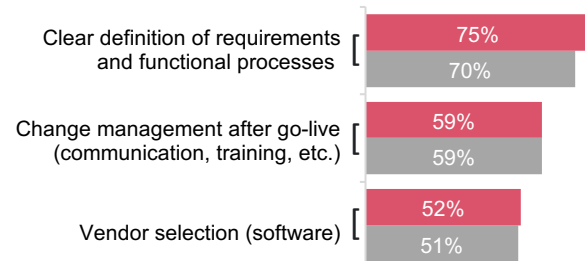 Clear definition of requirements
and functional processes
75%
70%
Change management after go-live
(communication, training, etc.)
59%
59%
Vendor selection (software)
52%
51%